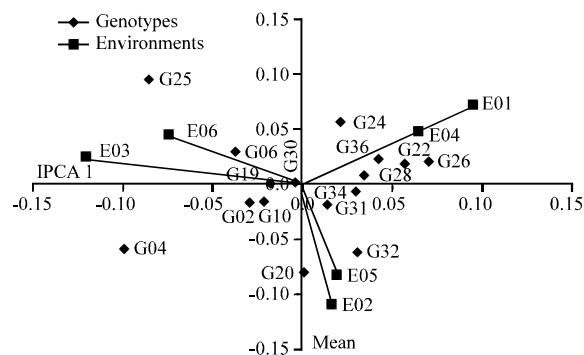 0.15
Genotypes
Environments
0.10
G25
E01
0.05
G24
E04
E06
G06
G30
G36
G22
E03
G26
IPCA 1
G19
G28
0.0
G34
-0.15
-0.10
-0.05
0.00
0.05
0.10
0.15
G02
G10
G31
G04
-0.05
G32
G20
E05
-0.10
E02
-0.15
Mean